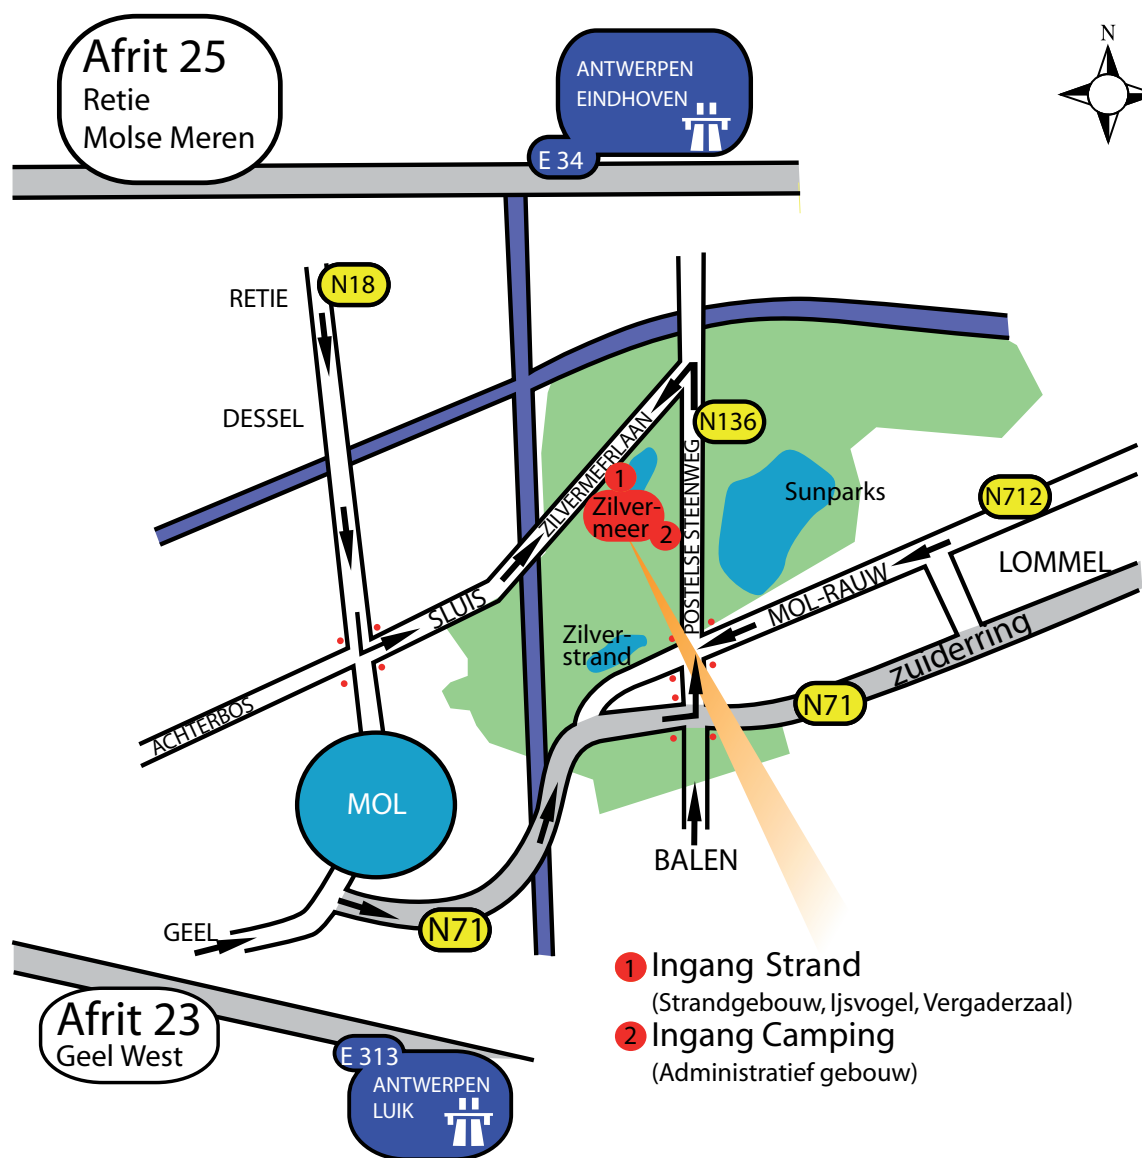 Afrit 25
Retie
Molse Meren
ANTWERPEN
EINDHOVEN
E 34
N
RETIE
N18
DESSEL
N136
ZILVERMEERLAAN
POSTELSE STEENWEG
1
Zilver-
meer
2
Sunparks
N712
LOMMEL
MOL-RAUW
SLUIS
Zilver-
strand
zuiderring
N71
ACHTERBOS
MOL
BALEN
N71
GEEL
1 Ingang Strand
(Strandgebouw, Ijsvogel, Vergaderzaal)
2 Ingang Camping
(Administratief gebouw)
Afrit 23
Geel West
E 313
ANTWERPEN
LUIK